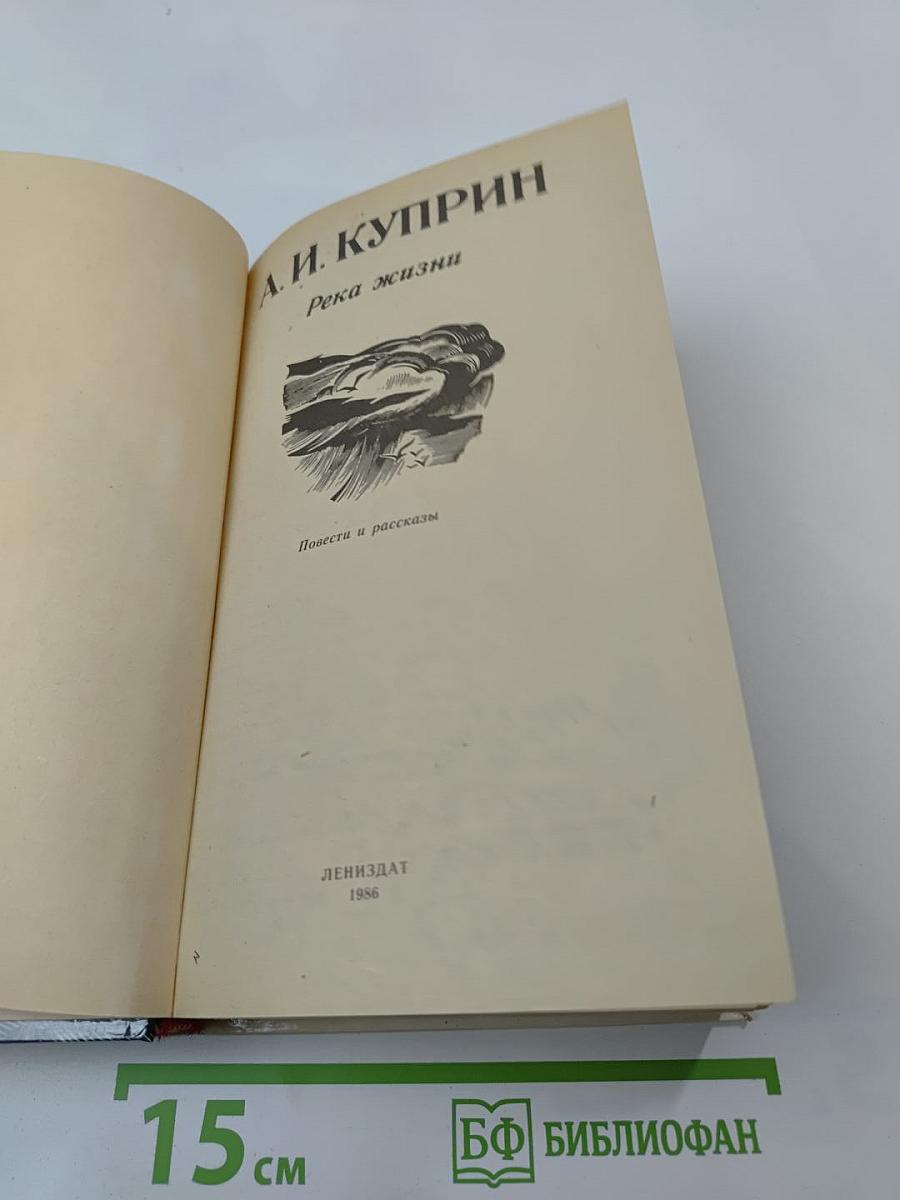 А. И. КУПРИН
Река жизни
Повести и рассказы
ЛЕНИЗДАТ
1986
15 см
БФ БИБЛИОФАН